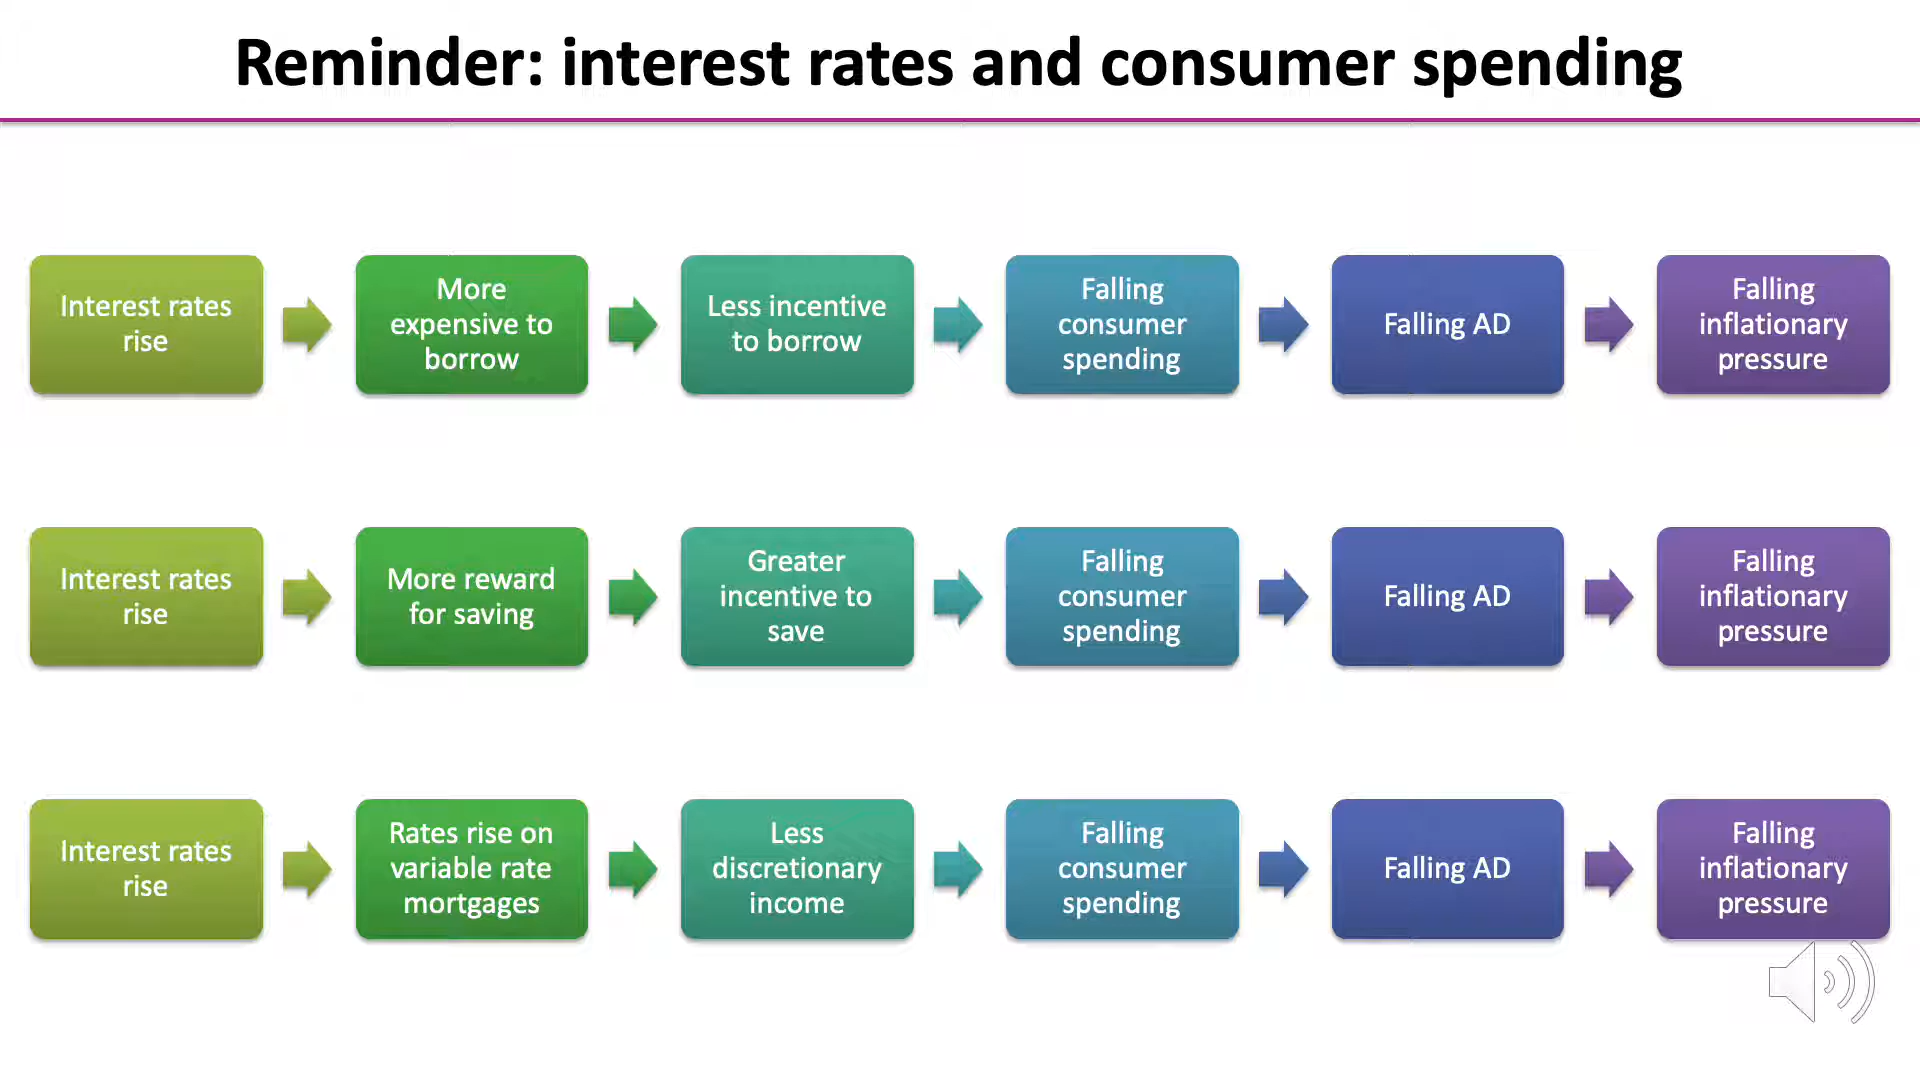 Reminder: interest rates and consumer spending
Interest rates
rise
More
expensive to
borrow
Less incentive
to borrow
Falling
consumer
spending
Falling AD
Falling
inflationary
pressure
Interest rates
rise
More reward
for saving
Greater
incentive to
save
Falling
consumer
spending
Falling AD
Falling
inflationary
pressure
Interest rates
rise
Rates rise on
variable rate
mortgages
Less
discretionary
income
Falling
consumer
spending
Falling AD
Falling
inflationary
pressure